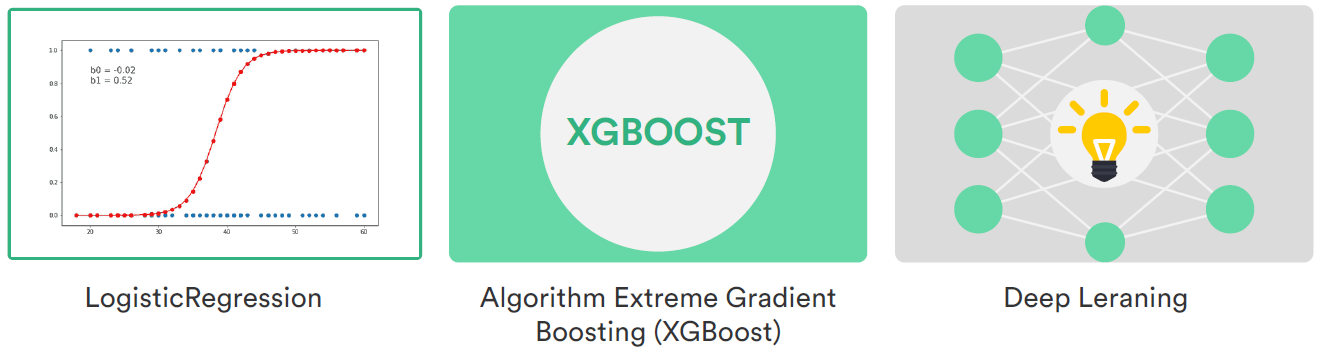 1.0
b0 = -0.02
b1 = 0.52
0.8
0.6
0.4
0.2
0.0
20 30 40 50 60
XGBOOST
LogisticRegression
Algorithm Extreme Gradient
Boosting (XGBoost)
Deep Leraning